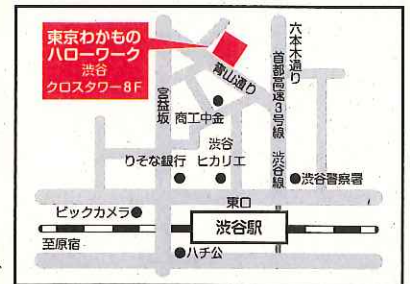 東京わかもの
ハローワーク
渋谷
クロスタワー8F
六本木通り
首都高速3号線 渋谷線
青山通り
宮益坂
商工中金
渋谷
ヒカリエ
りそな銀行
渋谷警察署
東口
ビックカメラ
渋谷駅
至原宿
ハチ公